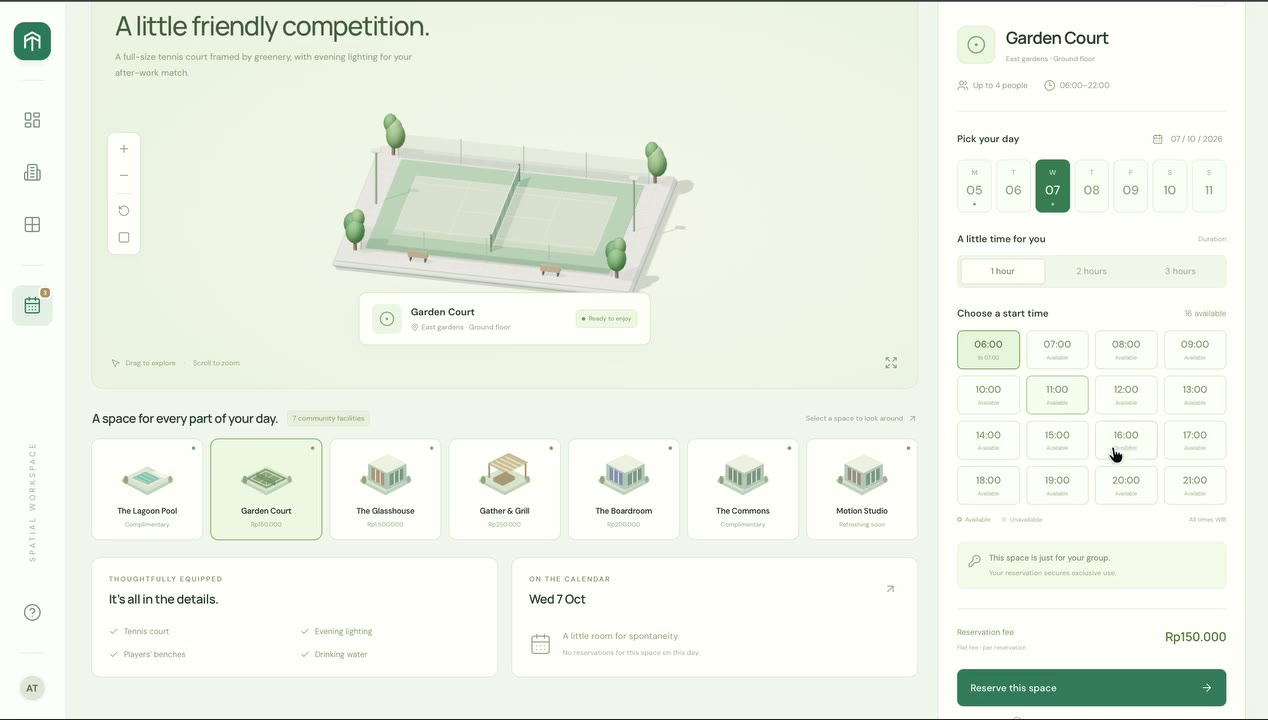 A little friendly competition.
A full-size tennis court framed by greenery, with evening lighting for your
after-work match.
Garden Court
East gardens · Ground floor
Ready to enjoy
Drag to explore · Scroll to zoom
3
SPATIAL WORKSPACE
AT
A space for every part of your day.
7 community facilities
Select a space to look around
The Lagoon Pool
Complimentary
Garden Court
Rp150.000
The Glasshouse
Rp1.500.000
Gather & Grill
Rp250.000
The Boardroom
Rp200.000
The Commons
Complimentary
Motion Studio
Refreshing soon
THOUGHTFULLY EQUIPPED
It's all in the details.
Tennis court
Evening lighting
Players' benches
Drinking water
ON THE CALENDAR
Wed 7 Oct
A little room for spontaneity.
No reservations for this space on this day.
Garden Court
East gardens · Ground floor
Up to 4 people
06:00–22:00
Pick your day
07 / 10 / 2026
M T W T F S S
05 06 07 08 09 10 11
A little time for you
Duration
1 hour
2 hours
3 hours
Choose a start time
16 available
06:00 07:00 08:00 09:00
to 07:00 Available Available Available
10:00 11:00 12:00 13:00
Available Available Available Available
14:00 15:00 16:00 17:00
Available Available Available Available
18:00 19:00 20:00 21:00
Available Available Available Available
Available
Unavailable
All times WIB
This space is just for your group.
Your reservation secures exclusive use.
Reservation fee
Rp150.000
Flat fee · per reservation
Reserve this space